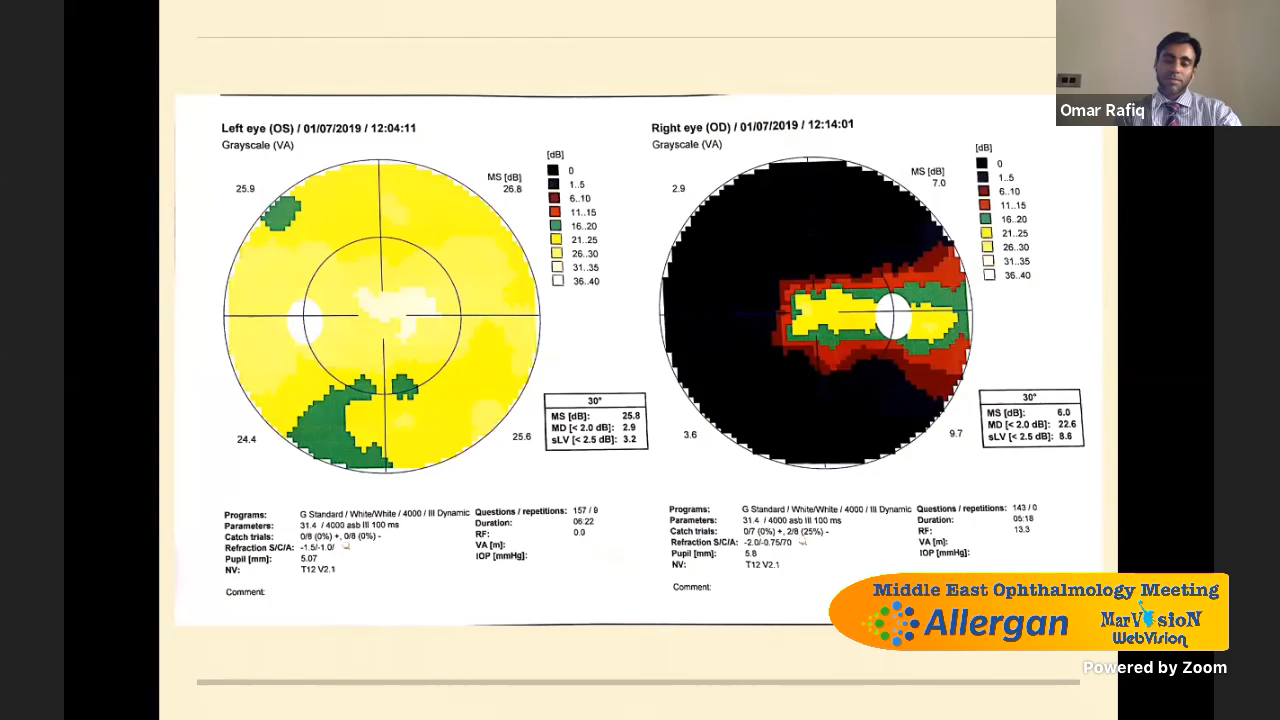 Left eye (OS) / 01/07/2019 / 12:04:11
Grayscale (VA)
25.9
MS [dB]
26.8
[dB]
0
1..5
6..10
11..15
16..20
21..25
26..30
31..35
36..40
24.4
25.6
30°
MS [dB]: 25.8
MD [< 2.0 dB]: 2.9
sLV [< 2.5 dB]: 3.2
Programs: G Standard / White/White / 4000 / III Dynamic
Parameters: 31.4 / 4000 asb III 100 ms
Catch trials: 0/8 (0%) +, 0/8 (0%) -
Refraction S/C/A: -1.5/-1.0/
Pupil [mm]: 5.07
NV: T12 V2.1
Questions / repetitions: 157 / 9
Duration: 06:22
RF: 0.0
VA [m]:
IOP [mmHg]:
Comment:
Right eye (OD) / 01/07/2019 / 12:14:01
Grayscale (VA)
2.9
MS [dB]
7.0
[dB]
0
1..5
6..10
11..15
16..20
21..25
26..30
31..35
36..40
3.6
9.7
30°
MS [dB]: 6.0
MD [< 2.0 dB]: 22.6
sLV [< 2.5 dB]: 8.6
Programs: G Standard / White/White / 4000 / III Dynamic
Parameters: 31.4 / 4000 asb III 100 ms
Catch trials: 0/7 (0%) +, 2/8 (25%) -
Refraction S/C/A: -2.0/-0.75/70
Pupil [mm]: 5.8
NV: T12 V2.1
Questions / repetitions: 143 / 0
Duration: 05:18
RF: 13.3
VA [m]:
IOP [mmHg]:
Comment:
Omar Rafiq
Middle East Ophthalmology Meeting
Allergan
MarVision
WebVision
Powered by Zoom